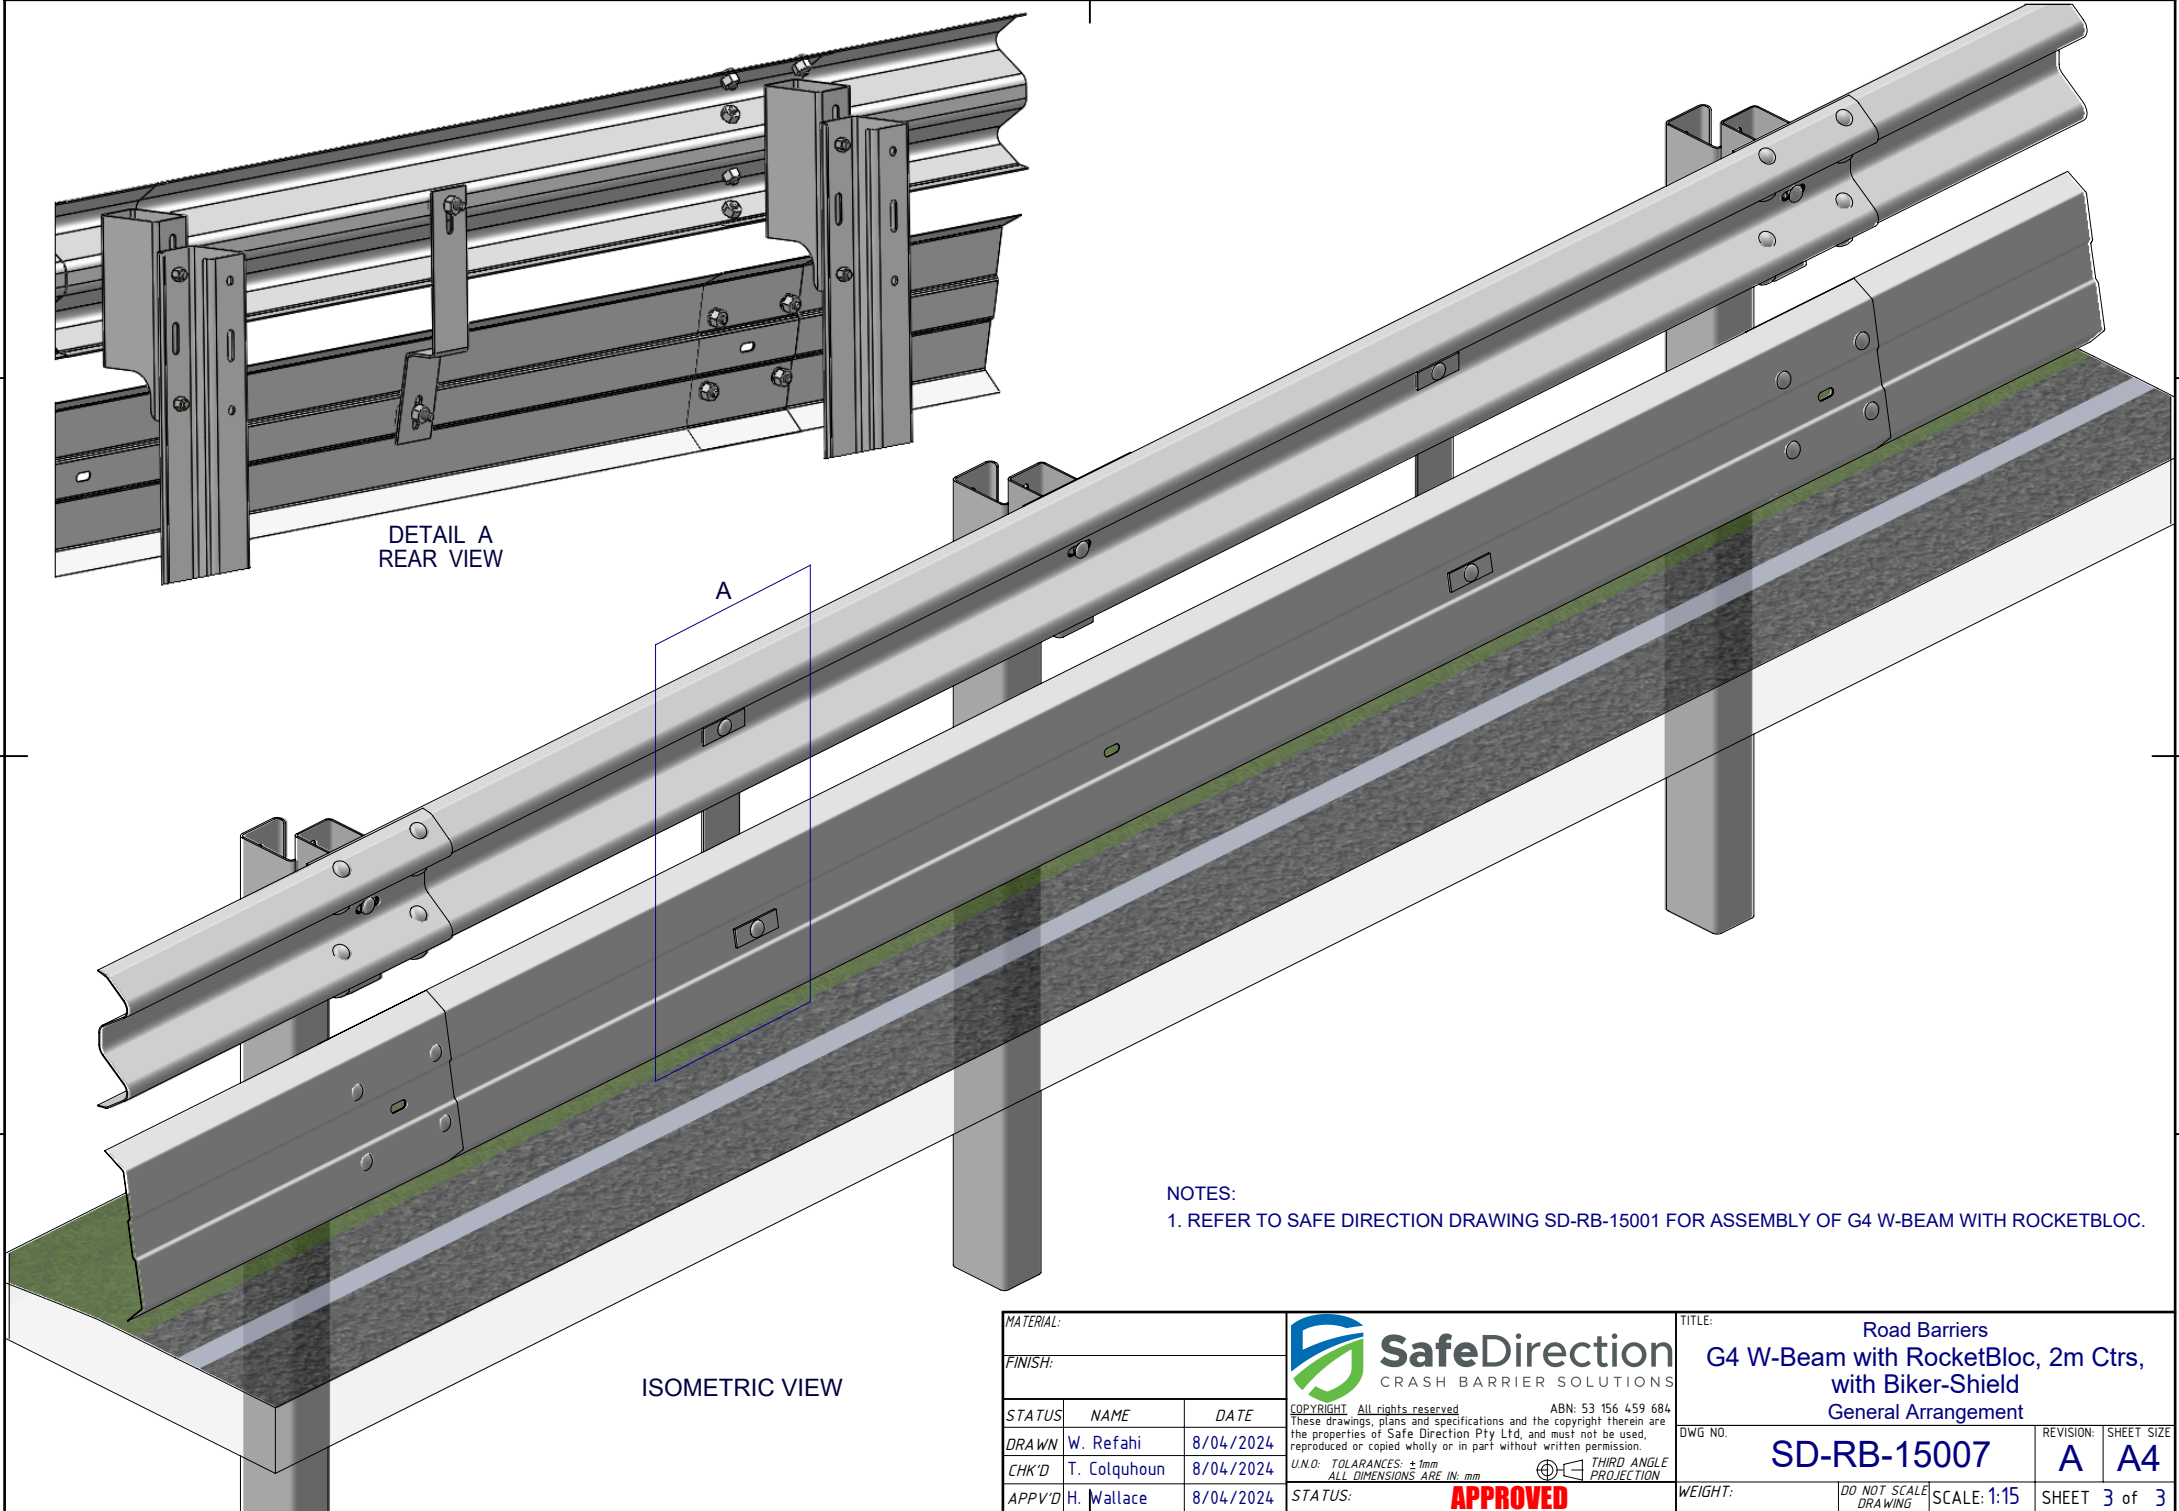 DETAIL A
REAR VIEW
A
NOTES:
1. REFER TO SAFE DIRECTION DRAWING SD-RB-15001 FOR ASSEMBLY OF G4 W-BEAM WITH ROCKETBLOC.
ISOMETRIC VIEW
MATERIAL:
FINISH:
STATUS NAME DATE
DRAWN W. Refahi 8/04/2024
CHK'D T. Colquhoun 8/04/2024
APPV'D H. Wallace 8/04/2024
SafeDirection
CRASH BARRIER SOLUTIONS
COPYRIGHT All rights reserved ABN: 53 156 459 684
These drawings, plans and specifications and the copyright therein are
the properties of Safe Direction Pty Ltd, and must not be used,
reproduced or copied wholly or in part without written permission.
U.N.O: TOLARANCES: ± 1mm
ALL DIMENSIONS ARE IN: mm
THIRD ANGLE
PROJECTION
STATUS: APPROVED
TITLE:
Road Barriers
G4 W-Beam with RocketBloc, 2m Ctrs,
with Biker-Shield
General Arrangement
DWG NO. SD-RB-15007
REVISION: A
SHEET SIZE A4
WEIGHT:
DO NOT SCALE
DRAWING
SCALE: 1:15
SHEET 3 of 3